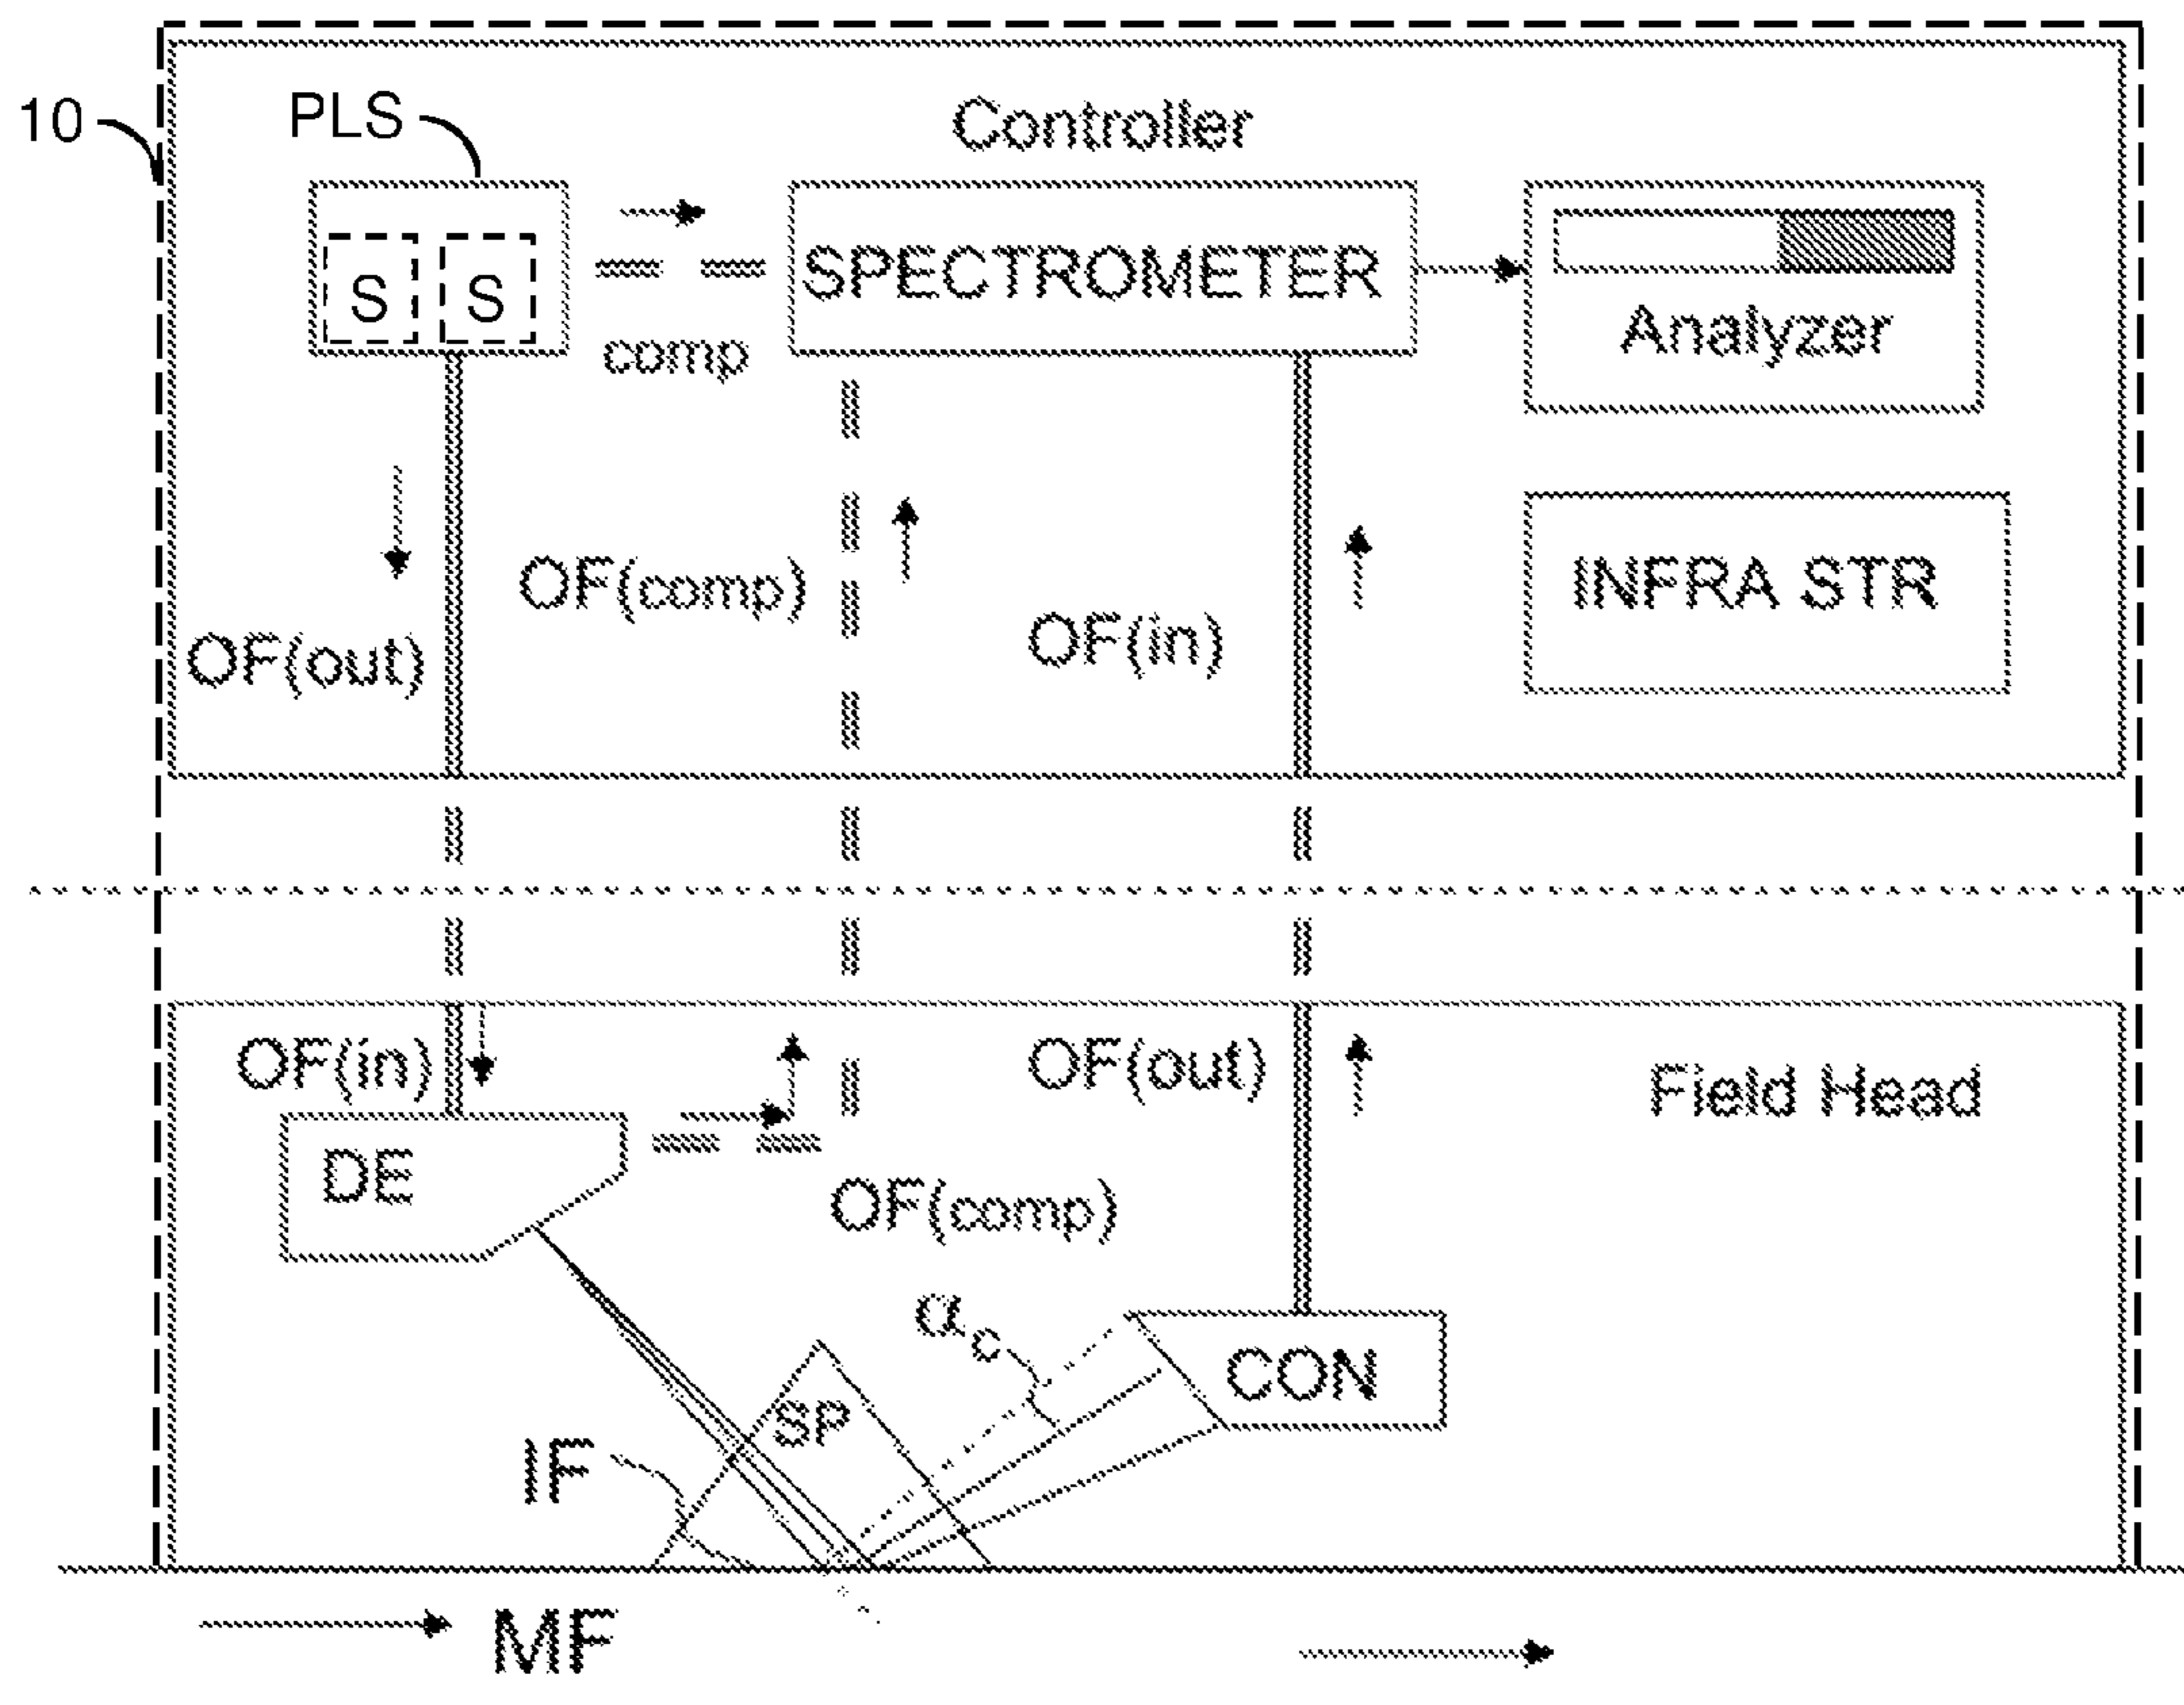 10
PLS
Controller
S
S
comp
SPECTROMETER
Analyzer
OF(out)
OF(comp)
OF(in)
INFRA STR
OF(in)
OF(out)
Field Head
DE
OF(comp)
αc
CON
SP
IF
MF